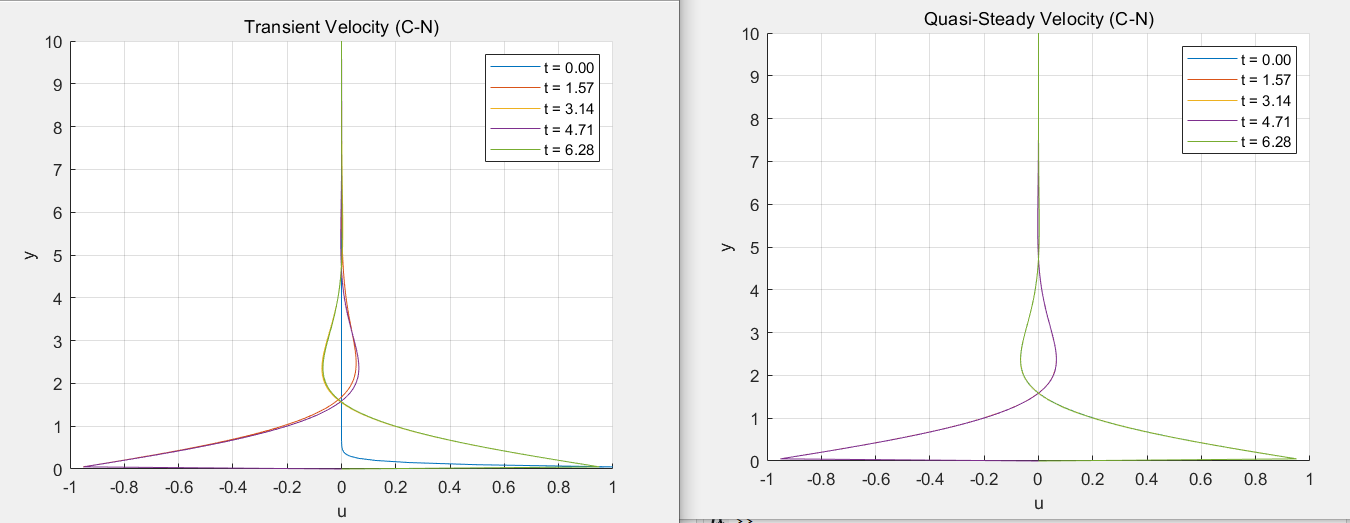 Transient Velocity (C-N)
10
9
8
7
6
5
4
3
2
1
0
y
-1 -0.8 -0.6 -0.4 -0.2 0 0.2 0.4 0.6 0.8 1
u
t = 0.00
t = 1.57
t = 3.14
t = 4.71
t = 6.28
Quasi-Steady Velocity (C-N)
10
9
8
7
6
5
4
3
2
1
0
y
-1 -0.8 -0.6 -0.4 -0.2 0 0.2 0.4 0.6 0.8 1
u
t = 0.00
t = 1.57
t = 3.14
t = 4.71
t = 6.28